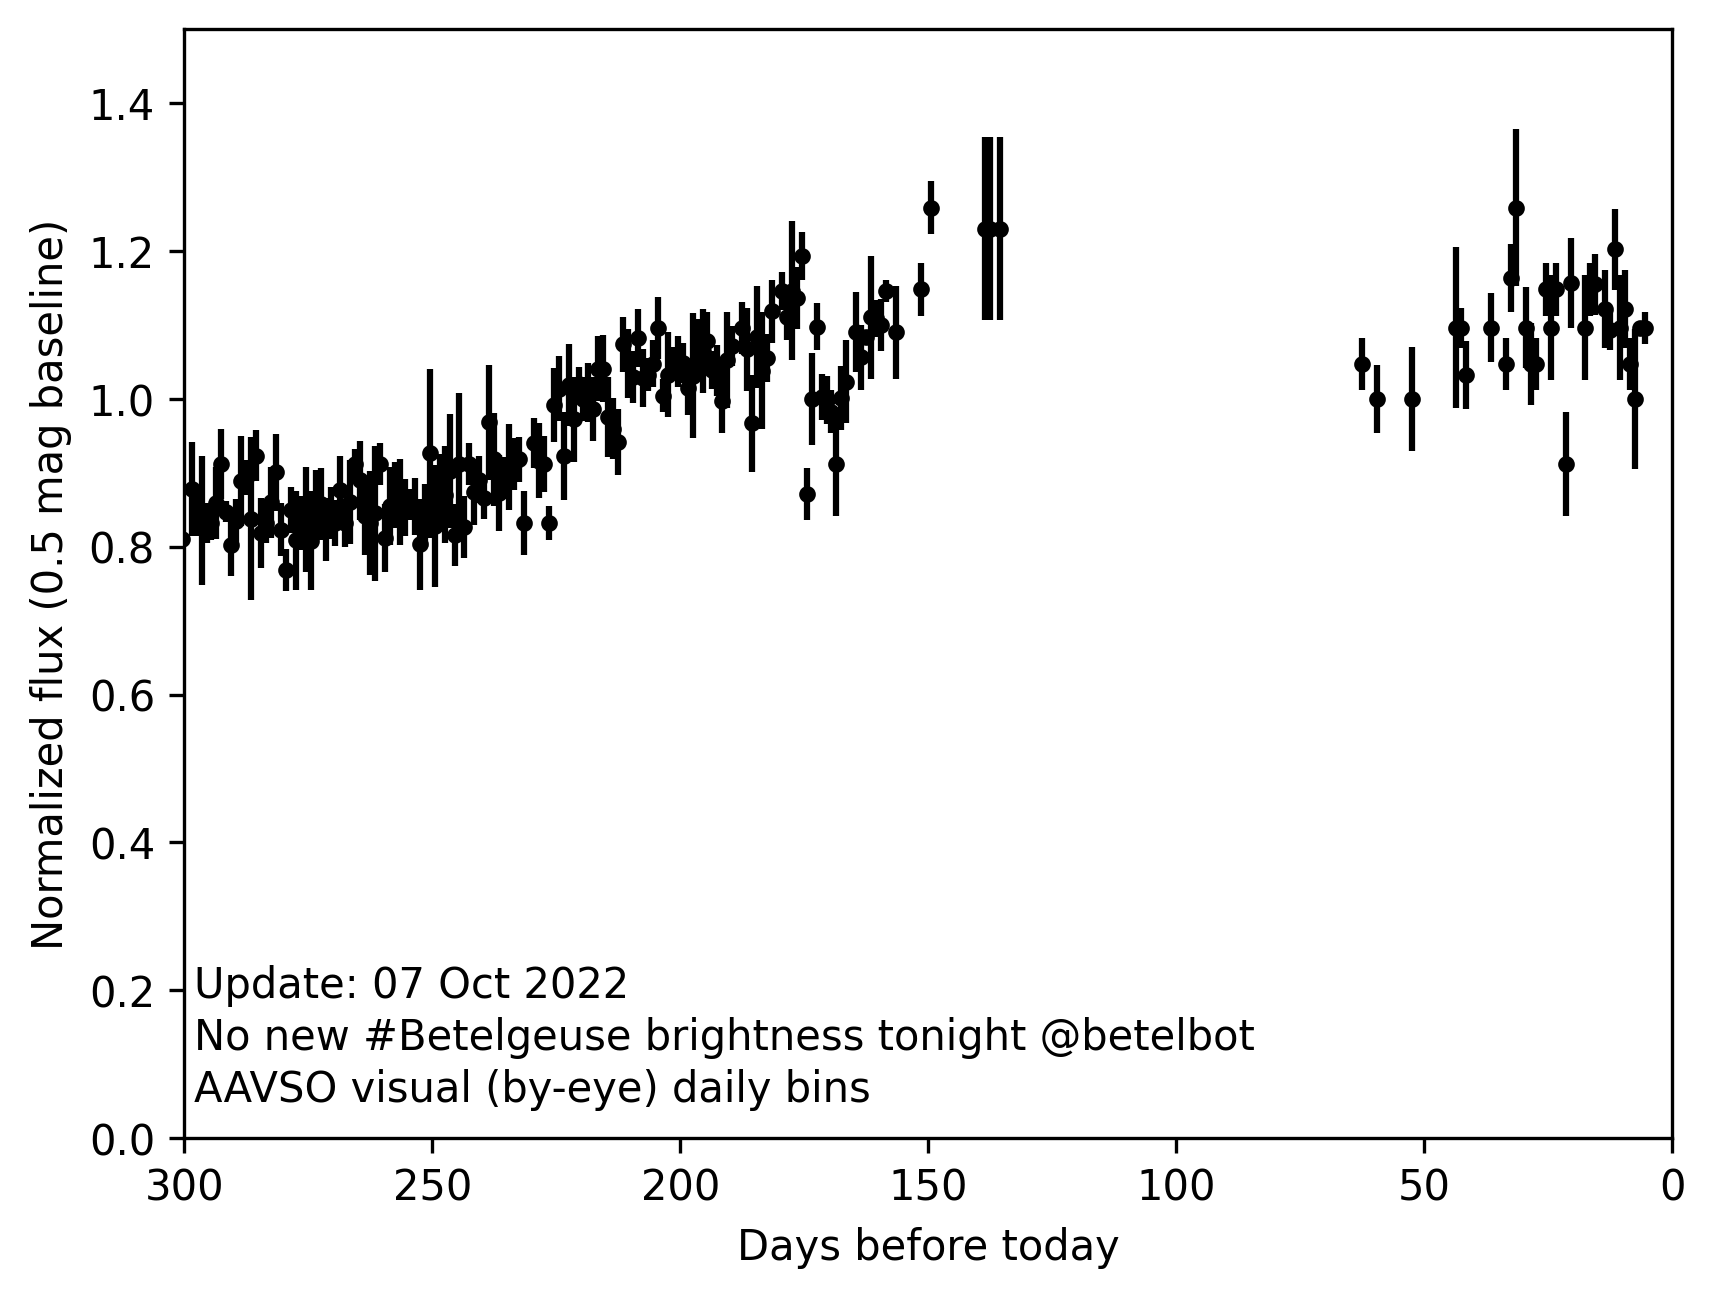 1.4
1.2
1.0
0.8
0.6
0.4
0.2
0.0
Normalized flux (0.5 mag baseline)
Update: 07 Oct 2022
No new #Betelgeuse brightness tonight @betelbot
AAVSO visual (by-eye) daily bins
300 250 200 150 100 50 0
Days before today